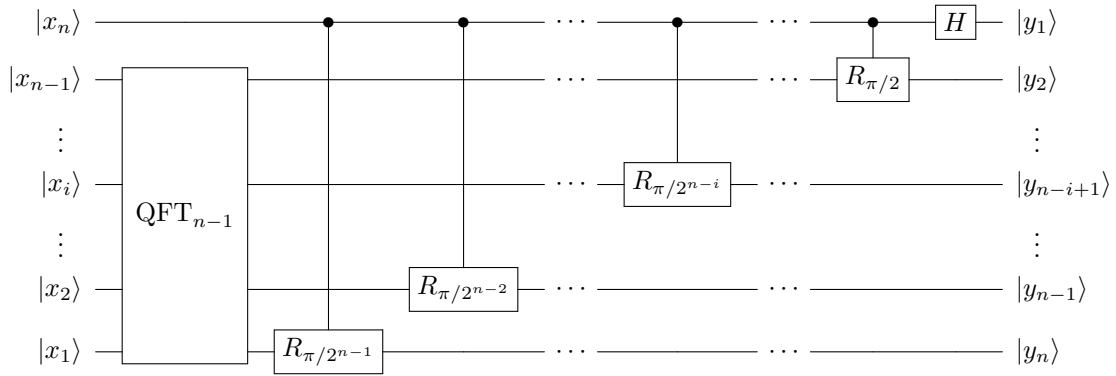 |x_n⟩ ⋯ ⋯ H |y_1⟩
|x_{n−1}⟩ ⋯ ⋯ R_{π/2} |y_2⟩
⋮ ⋮
|x_i⟩ ⋯ R_{π/2^{n−i}} ⋯ |y_{n−i+1}⟩
QFT_{n−1}
⋮ ⋮
|x_2⟩ R_{π/2^{n−2}} ⋯ ⋯ |y_{n−1}⟩
|x_1⟩ R_{π/2^{n−1}} ⋯ ⋯ |y_n⟩